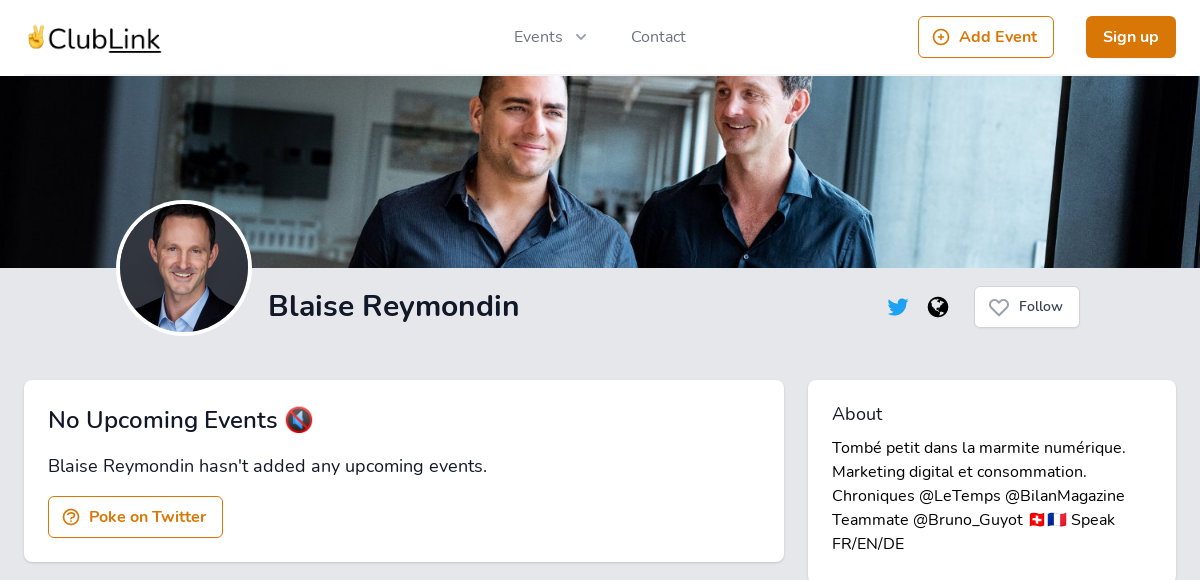 ✌️ClubLink
Events
Contact
Add Event
Sign up
Blaise Reymondin
Follow
No Upcoming Events 🔇
Blaise Reymondin hasn't added any upcoming events.
Poke on Twitter
About
Tombé petit dans la marmite numérique.
Marketing digital et consommation.
Chroniques @LeTemps @BilanMagazine
Teammate @Bruno_Guyot 🇨🇭🇫🇷 Speak
FR/EN/DE